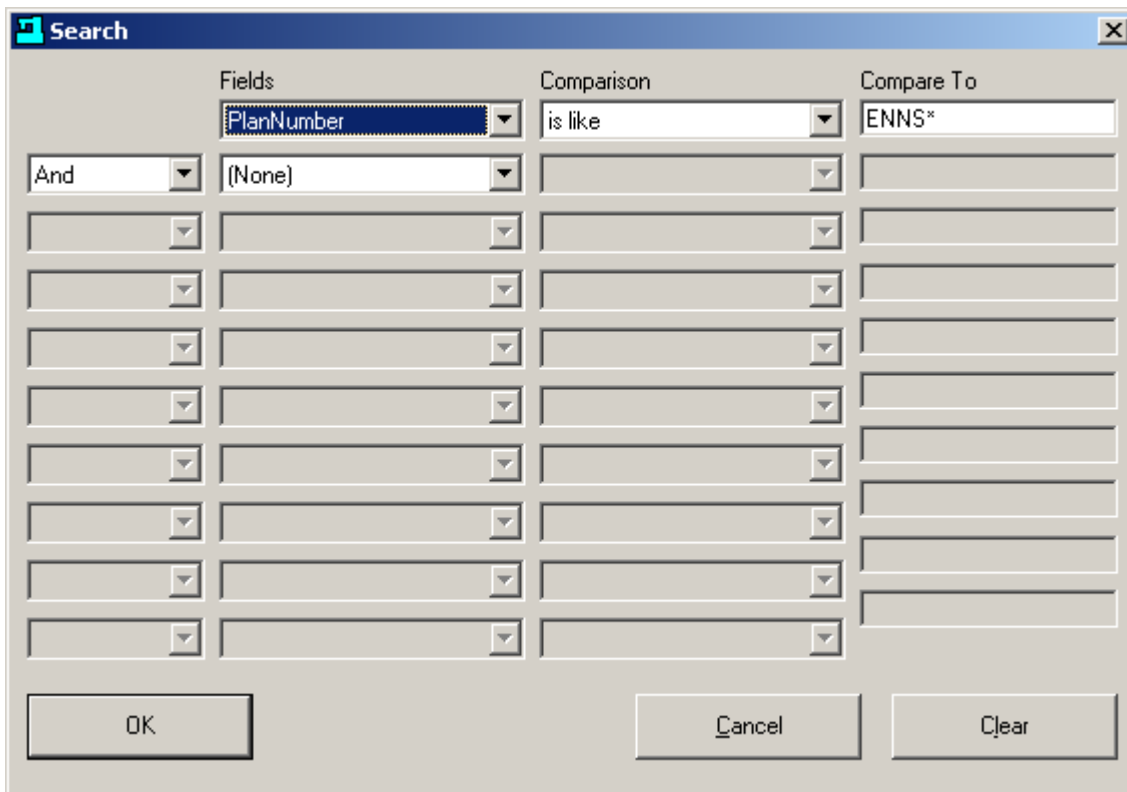 Search
Fields Comparison Compare To
PlanNumber is like ENNS*
And (None)
OK Cancel Clear